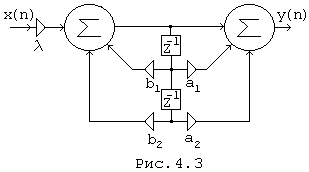 x(n) Σ Σ y(n)
λ z⁻¹
b₁ a₁
z⁻¹
b₂ a₂
Рис.4.3